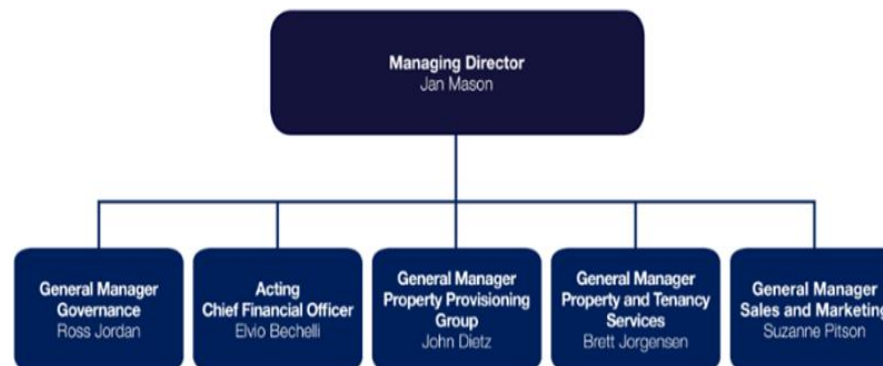 Managing Director
Jan Mason
General Manager
Governance
Ross Jordan
Acting
Chief Financial Officer
Elvio Bechelli
General Manager
Property Provisioning
Group
John Dietz
General Manager
Property and Tenancy
Services
Brett Jorgensen
General Manager
Sales and Marketing
Suzanne Pitson